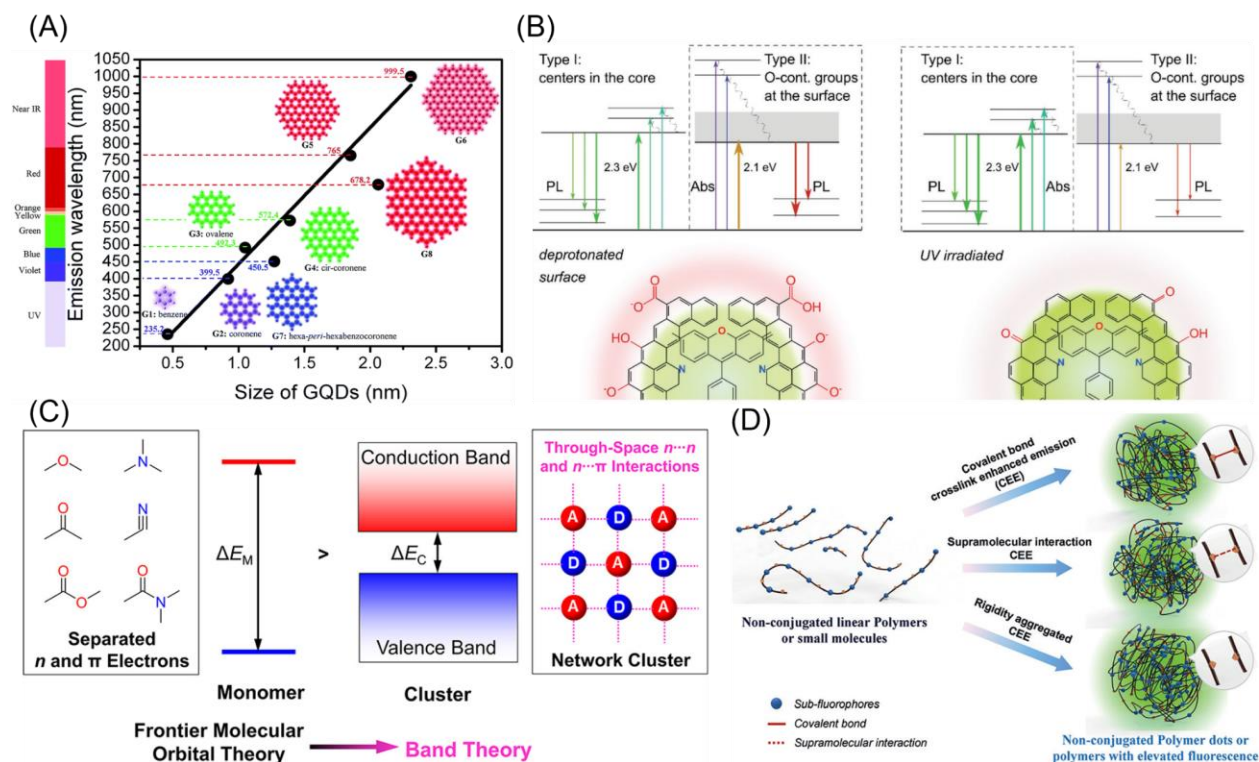 (A)
Near IR
Red
Orange
Yellow
Green
Blue
Violet
UV
Emission wavelength (nm)
1050
1000
950
900
850
800
750
700
650
600
550
500
450
400
350
300
250
200
999.5
765
678.2
572.4
492.3
450.5
399.5
235.2
G5
G6
G3: ovalene
G4: cir-coronene
G8
G1: benzene
G2: coronene
G7: hexa-peri-hexabenzocoronene
0.5
1.0
1.5
2.0
2.5
3.0
Size of GQDs (nm)
(B)
Type I:
centers in the core
Type II:
O-cont. groups
at the surface
2.3 eV
2.1 eV
PL
Abs
PL
deprotonated
surface
O-
O
O
OH
HO
O
O-
N
N
O-
O-
Type I:
centers in the core
Type II:
O-cont. groups
at the surface
2.3 eV
2.1 eV
PL
Abs
PL
UV irradiated
O
O
O
OH
N
N
(C)
O
N
O
N
O
O
O
N
Separated
n and π Electrons
ΔEM
>
Monomer
Conduction Band
ΔEC
Valence Band
Cluster
Through-Space n···n
and n···π Interactions
A D A
D A D
A D A
Network Cluster
Frontier Molecular
Orbital Theory
Band Theory
(D)
Non-conjugated linear Polymers
or small molecules
Covalent bond
crosslink enhanced emission
(CEE)
Supramolecular interaction
CEE
Rigidity aggregated
CEE
Sub-fluorophores
Covalent bond
Supramolecular interaction
Non-conjugated Polymer dots or
polymers with elevated fluorescence